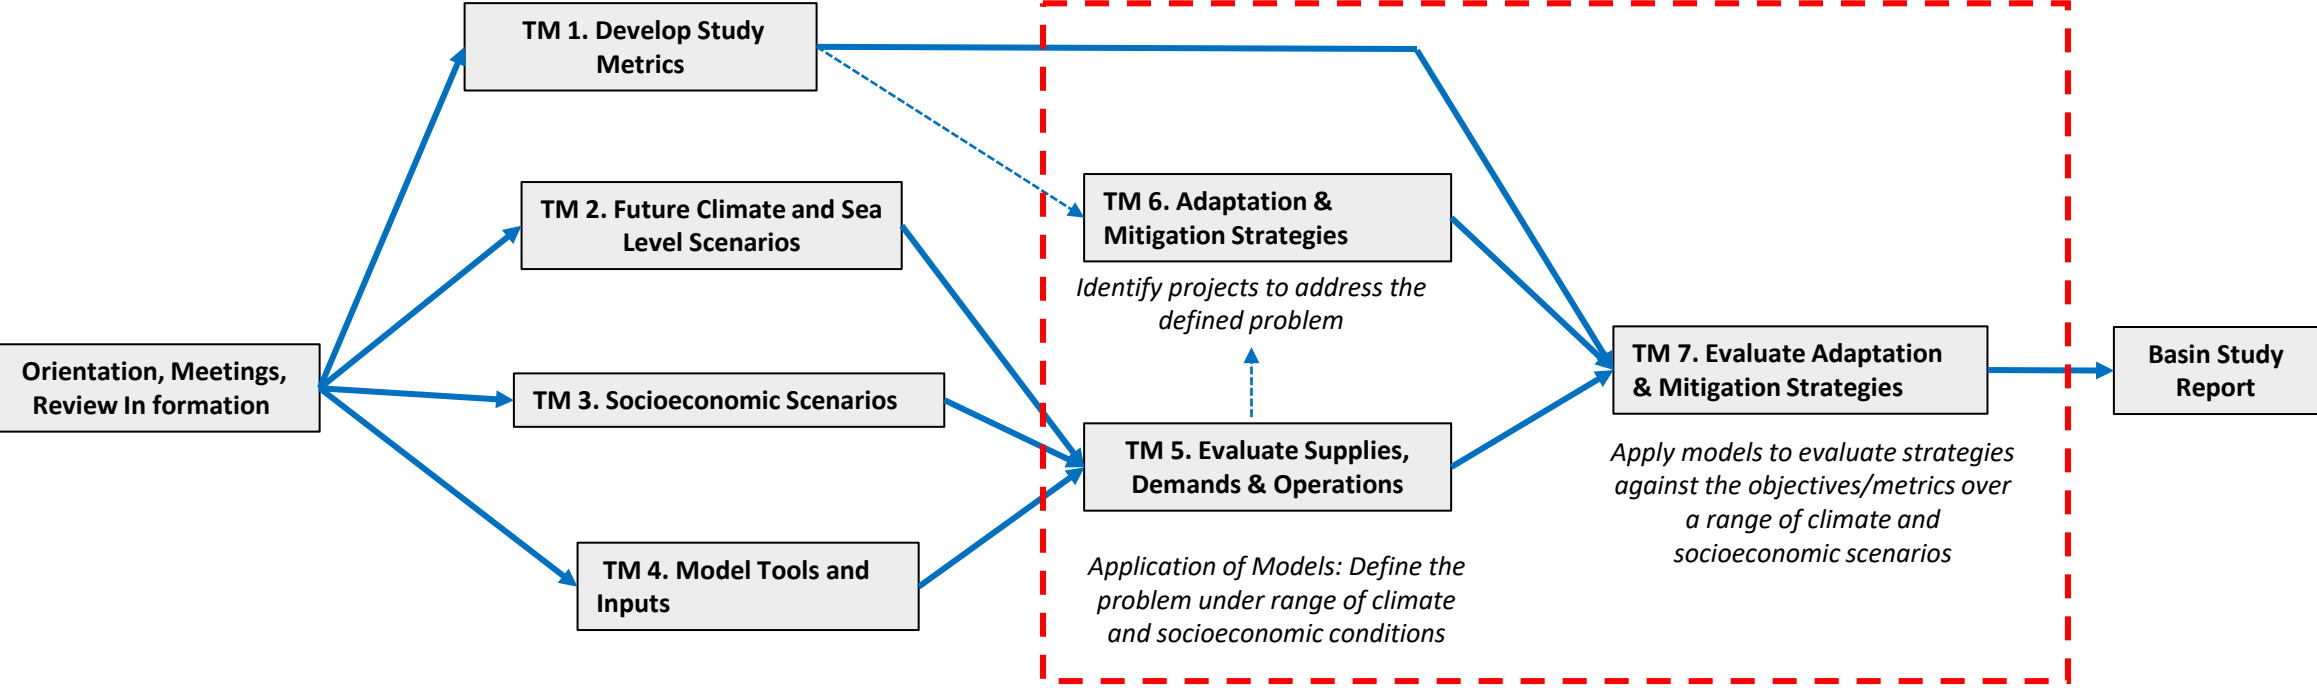 TM 1. Develop Study
Metrics
TM 2. Future Climate and Sea
Level Scenarios
TM 6. Adaptation &
Mitigation Strategies
Identify projects to address the
defined problem
Orientation, Meetings,
Review In formation
TM 3. Socioeconomic Scenarios
TM 7. Evaluate Adaptation
& Mitigation Strategies
Basin Study
Report
TM 5. Evaluate Supplies,
Demands & Operations
Apply models to evaluate strategies
against the objectives/metrics over
a range of climate and
socioeconomic scenarios
TM 4. Model Tools and
Inputs
Application of Models: Define the
problem under range of climate
and socioeconomic conditions